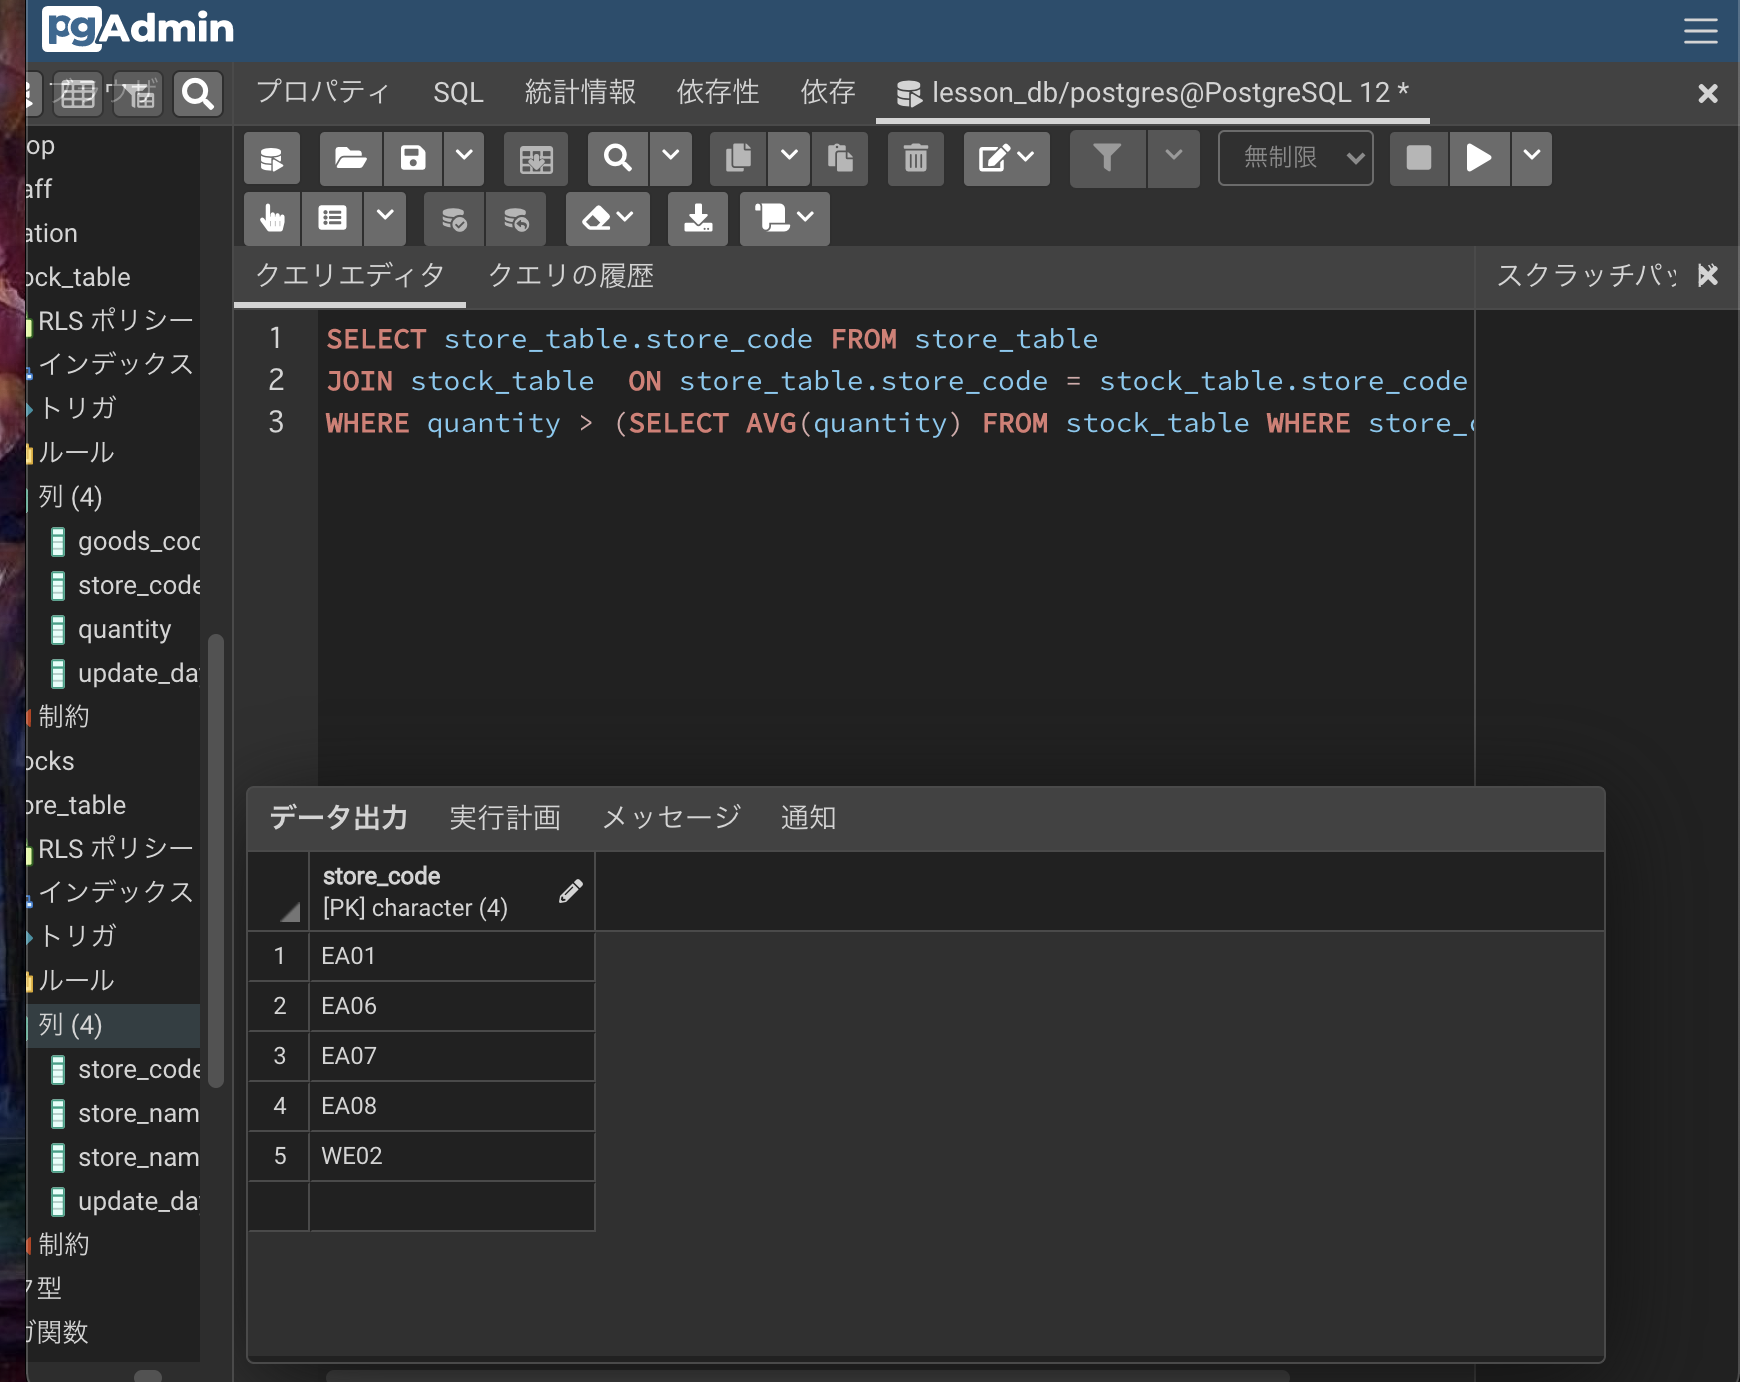 pgAdmin
プロパティ SQL 統計情報 依存性 依存 lesson_db/postgres@PostgreSQL 12 *
無制限
クエリエディタ クエリの履歴
スクラッチパッ
1 SELECT store_table.store_code FROM store_table
2 JOIN stock_table  ON store_table.store_code = stock_table.store_code
3 WHERE quantity > (SELECT AVG(quantity) FROM stock_table WHERE store_c
op
aff
ation
ock_table
RLS ポリシー
インデックス
トリガ
ルール
列 (4)
goods_cod
store_code
quantity
update_da
制約
ocks
ore_table
RLS ポリシー
インデックス
トリガ
ルール
列 (4)
store_code
store_nam
store_nam
update_da
制約
型
関数
データ出力 実行計画 メッセージ 通知
store_code
[PK] character (4)
1 EA01
2 EA06
3 EA07
4 EA08
5 WE02